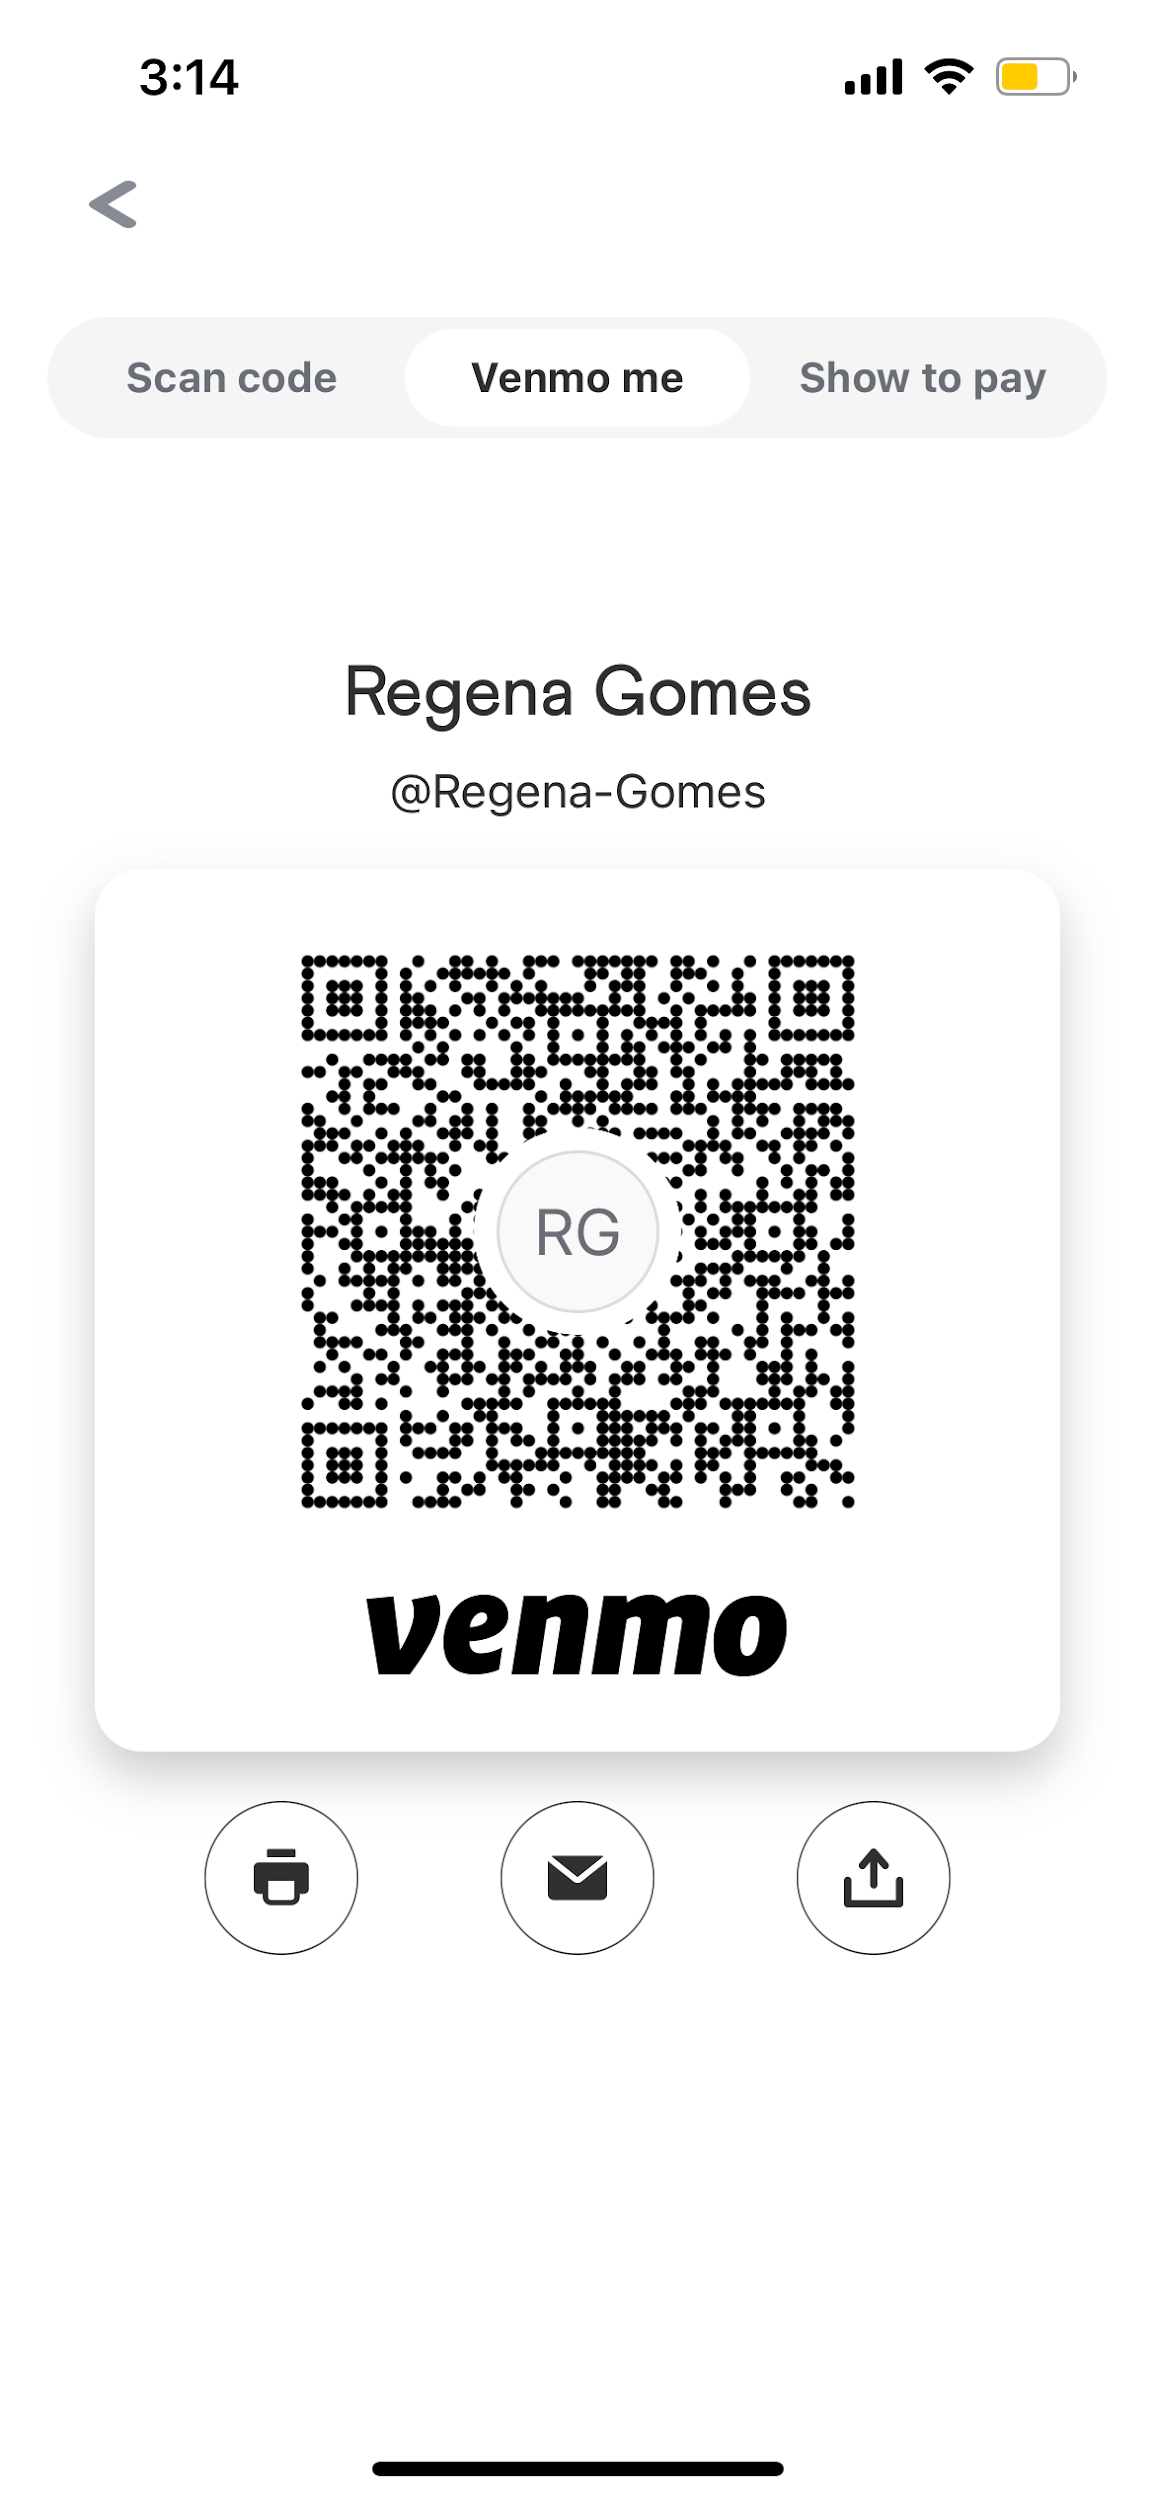 3:14
Scan code Venmo me Show to pay
Regena Gomes
@Regena-Gomes
RG
venmo